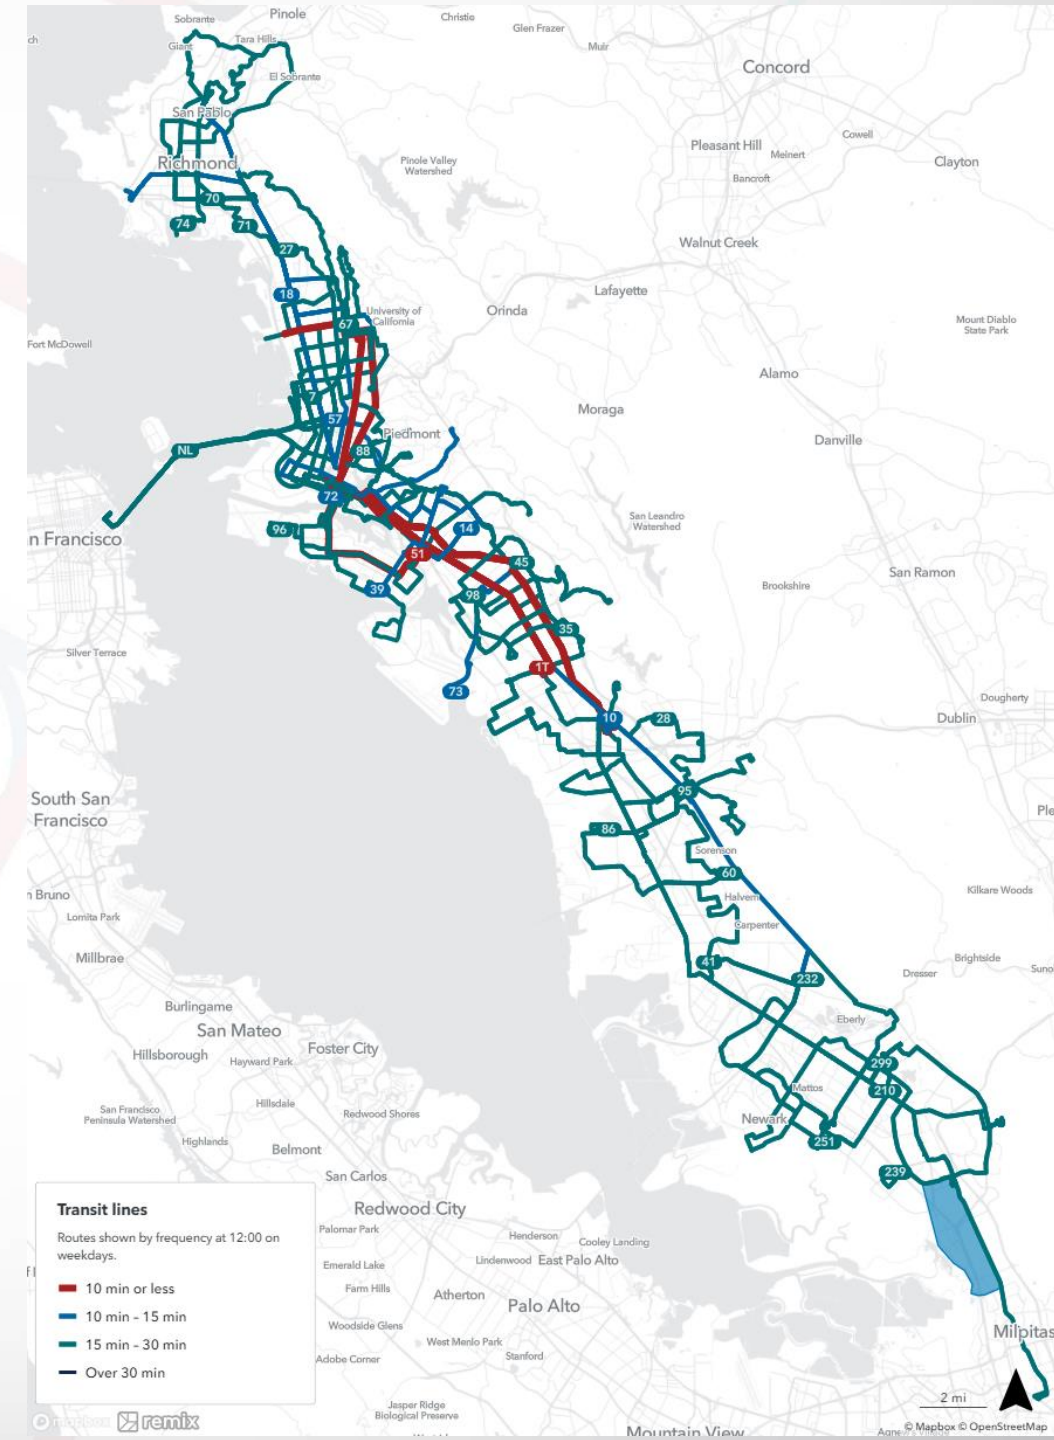 Sobrante
Pinole
Christie
Glen Frazer
ch
Giant
Tara Hills
Muir
El Sobrante
Concord
San Pablo
Cowell
Pleasant Hill
Meinert
Richmond
Pinole Valley
Watershed
Clayton
Bancroft
70
74
71
Walnut Creek
27
18
Lafayette
University of
California
Orinda
67
Mount Diablo
State Park
Fort McDowell
Alamo
7
Moraga
57
Piedmont
Danville
NL
88
72
San Leandro
Watershed
96
14
n Francisco
51
45
San Ramon
39
98
Brookshire
35
Silver Terrace
1T
73
Dougherty
10
28
Dublin
95
South San
Francisco
Ple
86
Sorenson
60
n Bruno
Halvern
Kilkare Woods
Lomita Park
Carpenter
Millbrae
41
Brightside
Suno
232
Dresser
Burlingame
Eberly
San Mateo
Foster City
Hillsborough
Hayward Park
299
Mattos
210
Hillsdale
San Francisco
Peninsula Watershed
Redwood Shores
Newark
Highlands
251
Belmont
San Carlos
239
Transit lines
Routes shown by frequency at 12:00 on
weekdays.
10 min or less
10 min - 15 min
15 min - 30 min
Over 30 min
Redwood City
Palomar Park
Henderson
Cooley Landing
Lindenwood
East Palo Alto
Emerald Lake
Farm Hills
Atherton
Palo Alto
Woodside Glens
Milpitas
West Menlo Park
Adobe Corner
Stanford
2 mi
Jasper Ridge
Biological Preserve
mapbox
remix
© Mapbox © OpenStreetMap
Mountain View